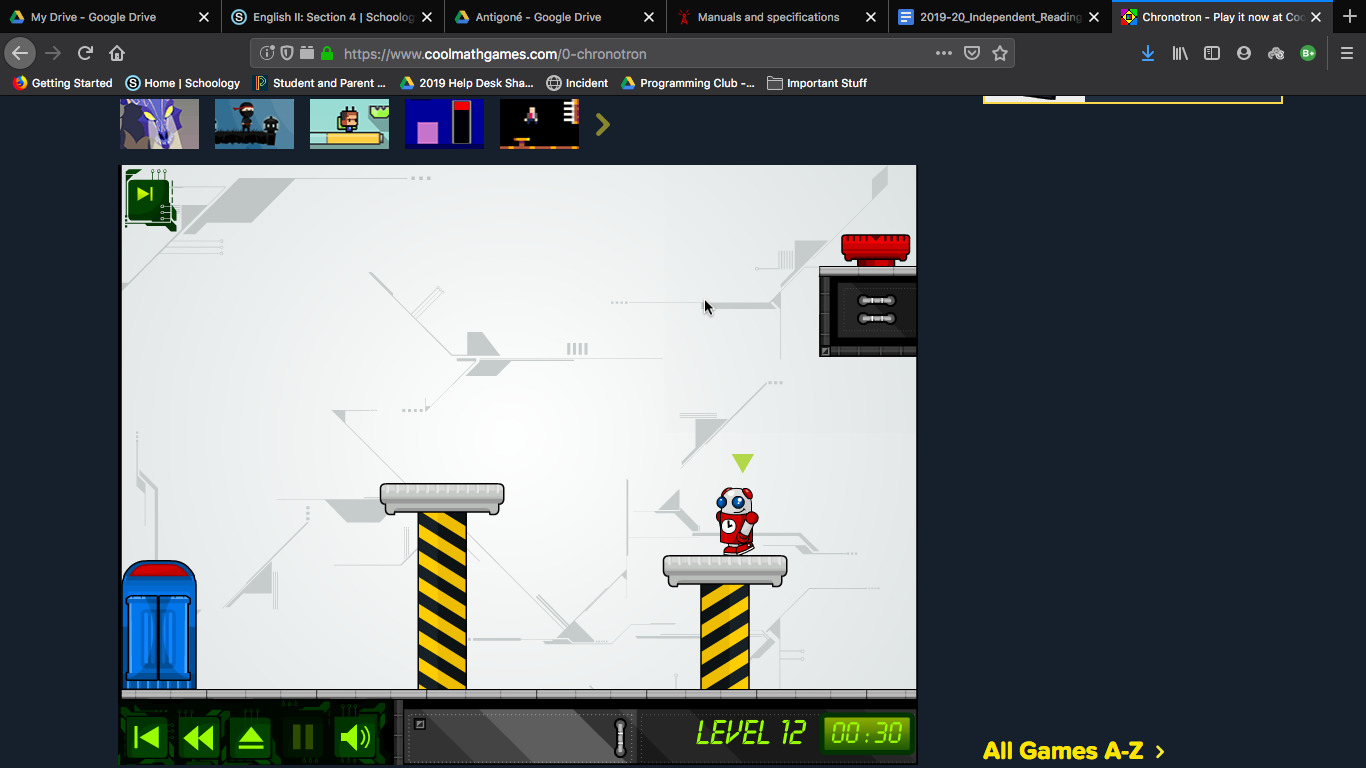 My Drive - Google Drive
English II: Section 4 | Schoolog
Antigoné - Google Drive
Manuals and specifications
2019-20_Independent_Reading
Chronotron - Play it now at Coo
https://www.coolmathgames.com/0-chronotron
B+
Getting Started
Home | Schoology
Student and Parent ...
2019 Help Desk Sha...
Incident
Programming Club -...
Important Stuff
LEVEL 12
00:30
All Games A-Z